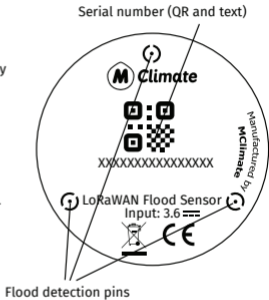 Serial number (QR and text)
y
M Climate
XXXXXXXXXXXXXXXXX
Manufactured by
MClimate
LoRaWAN Flood Sensor
Input: 3.6
CE
Flood detection pins